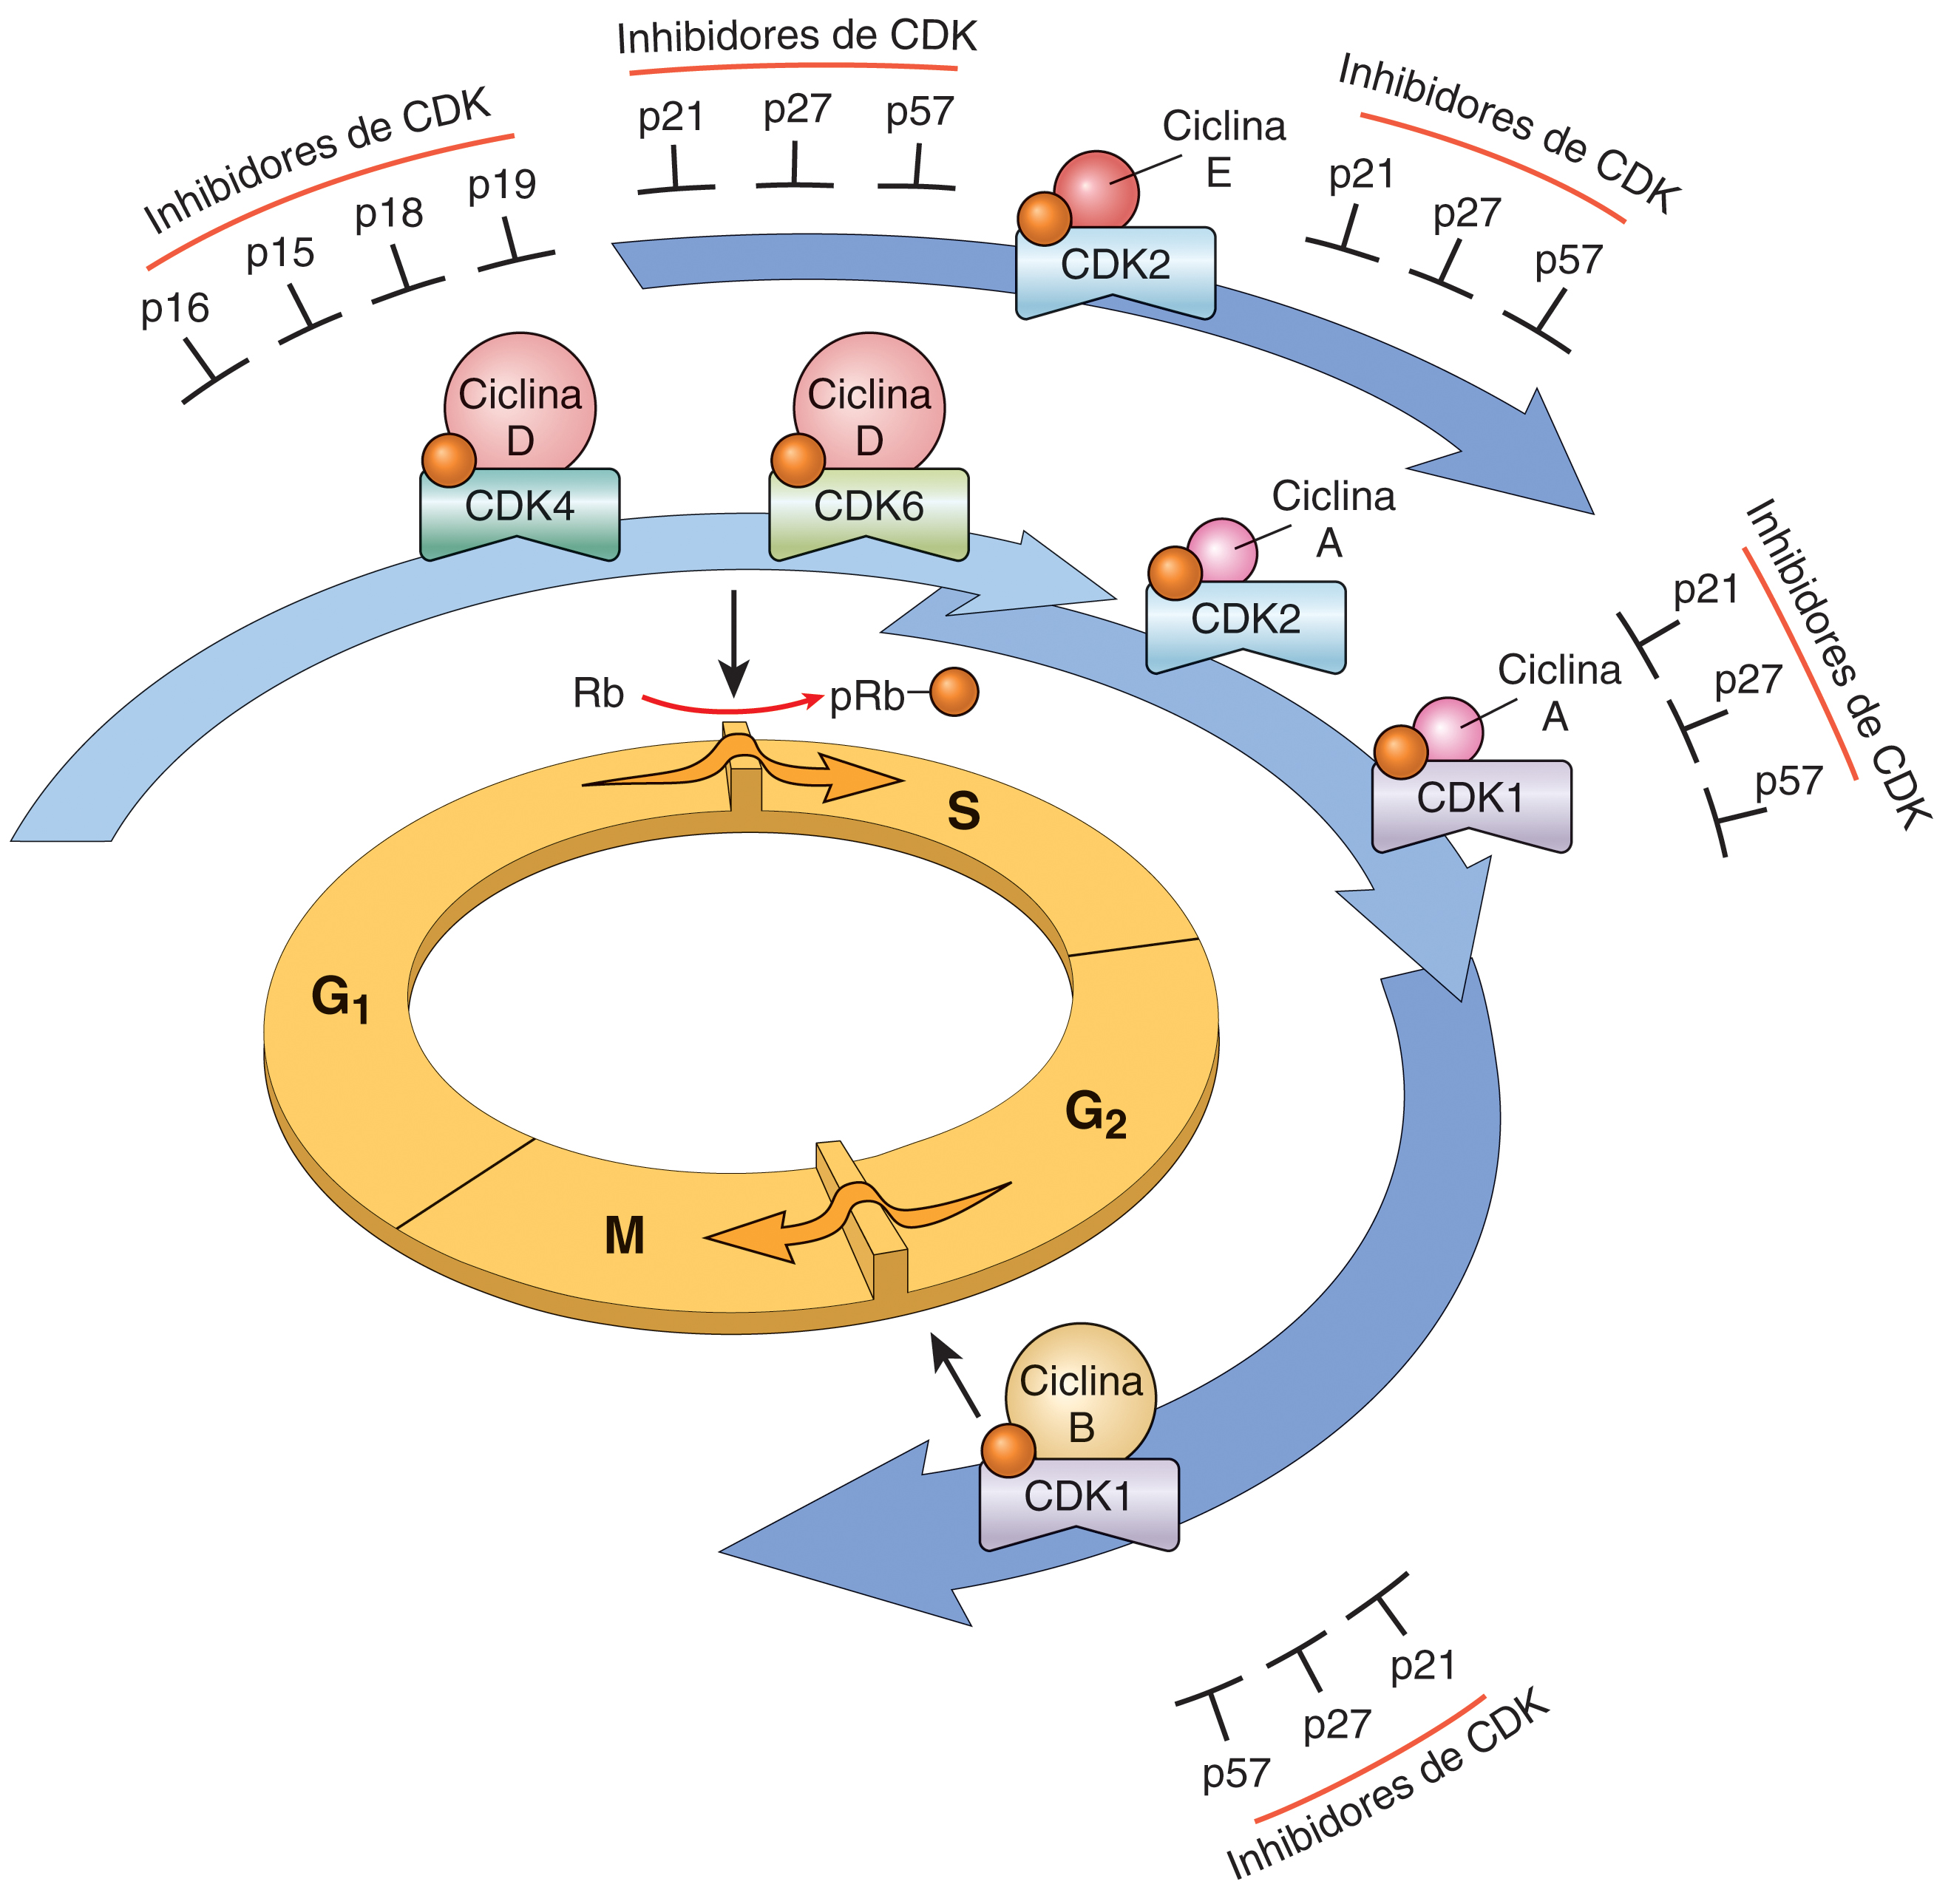 Inhibidores de CDK
p16
p15
p18
p19
Inhibidores de CDK
p21
p27
p57
Ciclina
E
CDK2
Inhibidores de CDK
p21
p27
p57
Ciclina
D
CDK4
Ciclina
D
CDK6
Ciclina
A
CDK2
Ciclina
A
CDK1
Inhibidores de CDK
p21
p27
p57
Rb
pRb
S
G1
G2
M
Ciclina
B
CDK1
p21
p27
p57
Inhibidores de CDK